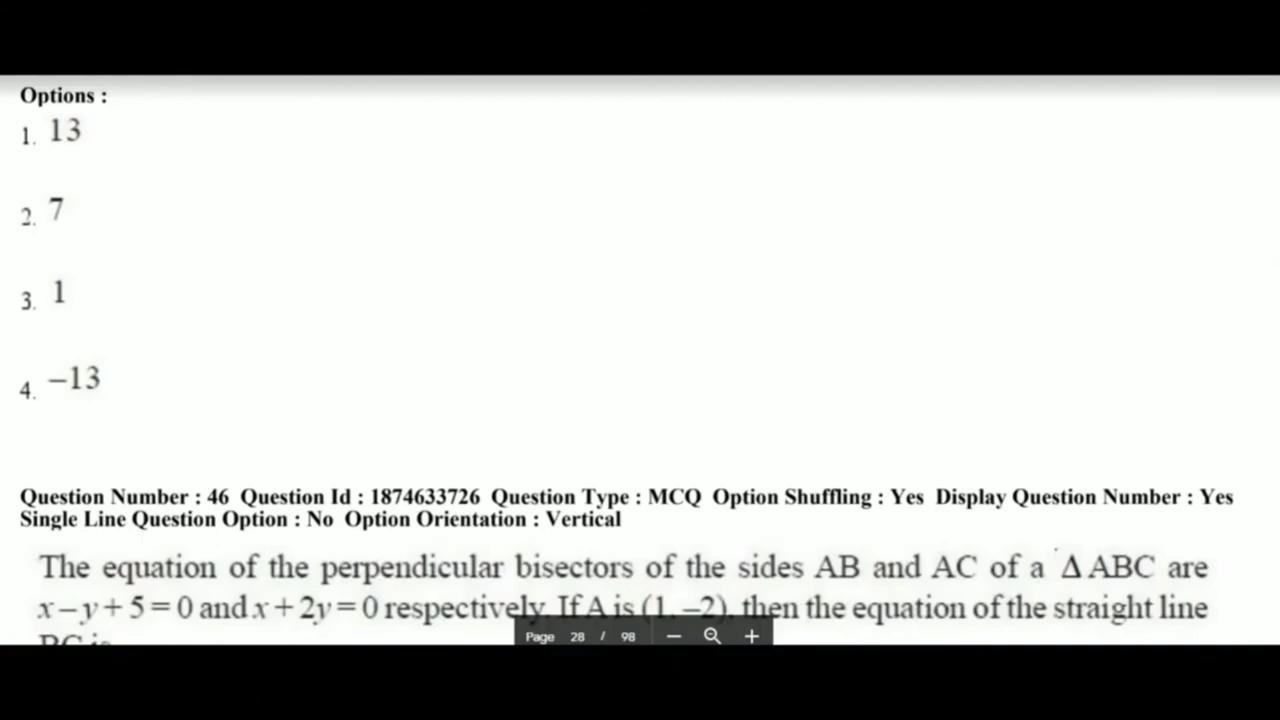 Options :
1. 13
2. 7
3. 1
4. −13
Question Number : 46 Question Id : 1874633726 Question Type : MCQ Option Shuffling : Yes Display Question Number : Yes
Single Line Question Option : No Option Orientation : Vertical
The equation of the perpendicular bisectors of the sides AB and AC of a Δ ABC are
x−y+5=0 and x+2y=0 respectively. If A is (1, −2), then the equation of the straight line
BC is
Page 28 / 98 — +